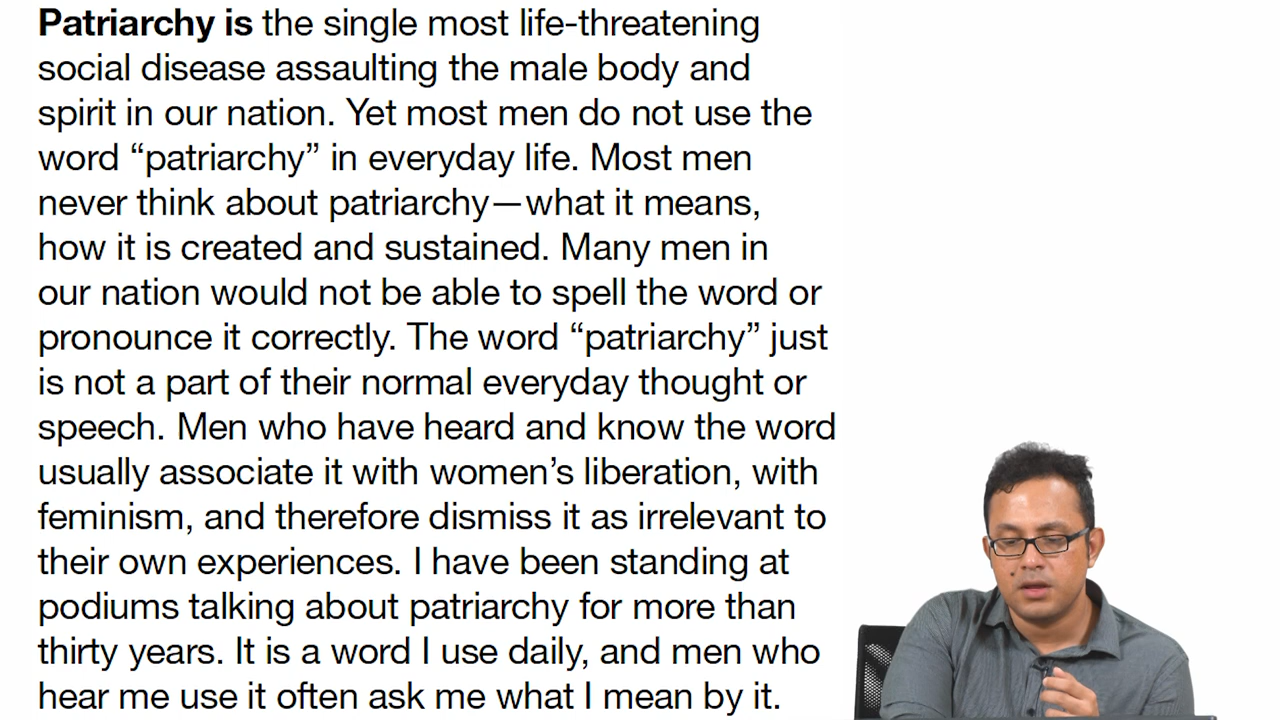 Patriarchy is the single most life-threatening
social disease assaulting the male body and
spirit in our nation. Yet most men do not use the
word “patriarchy” in everyday life. Most men
never think about patriarchy—what it means,
how it is created and sustained. Many men in
our nation would not be able to spell the word or
pronounce it correctly. The word “patriarchy” just
is not a part of their normal everyday thought or
speech. Men who have heard and know the word
usually associate it with women’s liberation, with
feminism, and therefore dismiss it as irrelevant to
their own experiences. I have been standing at
podiums talking about patriarchy for more than
thirty years. It is a word I use daily, and men who
hear me use it often ask me what I mean by it.